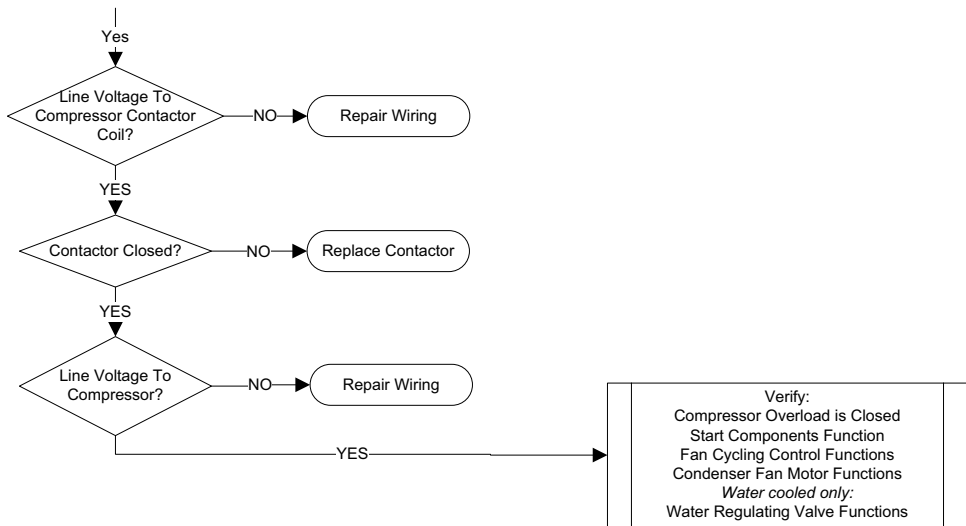 Yes
Line Voltage To
Compressor Contactor
Coil?
NO
Repair Wiring
YES
Contactor Closed?
NO
Replace Contactor
YES
Line Voltage To
Compressor?
NO
Repair Wiring
YES
Verify:
Compressor Overload is Closed
Start Components Function
Fan Cycling Control Functions
Condenser Fan Motor Functions
Water cooled only:
Water Regulating Valve Functions